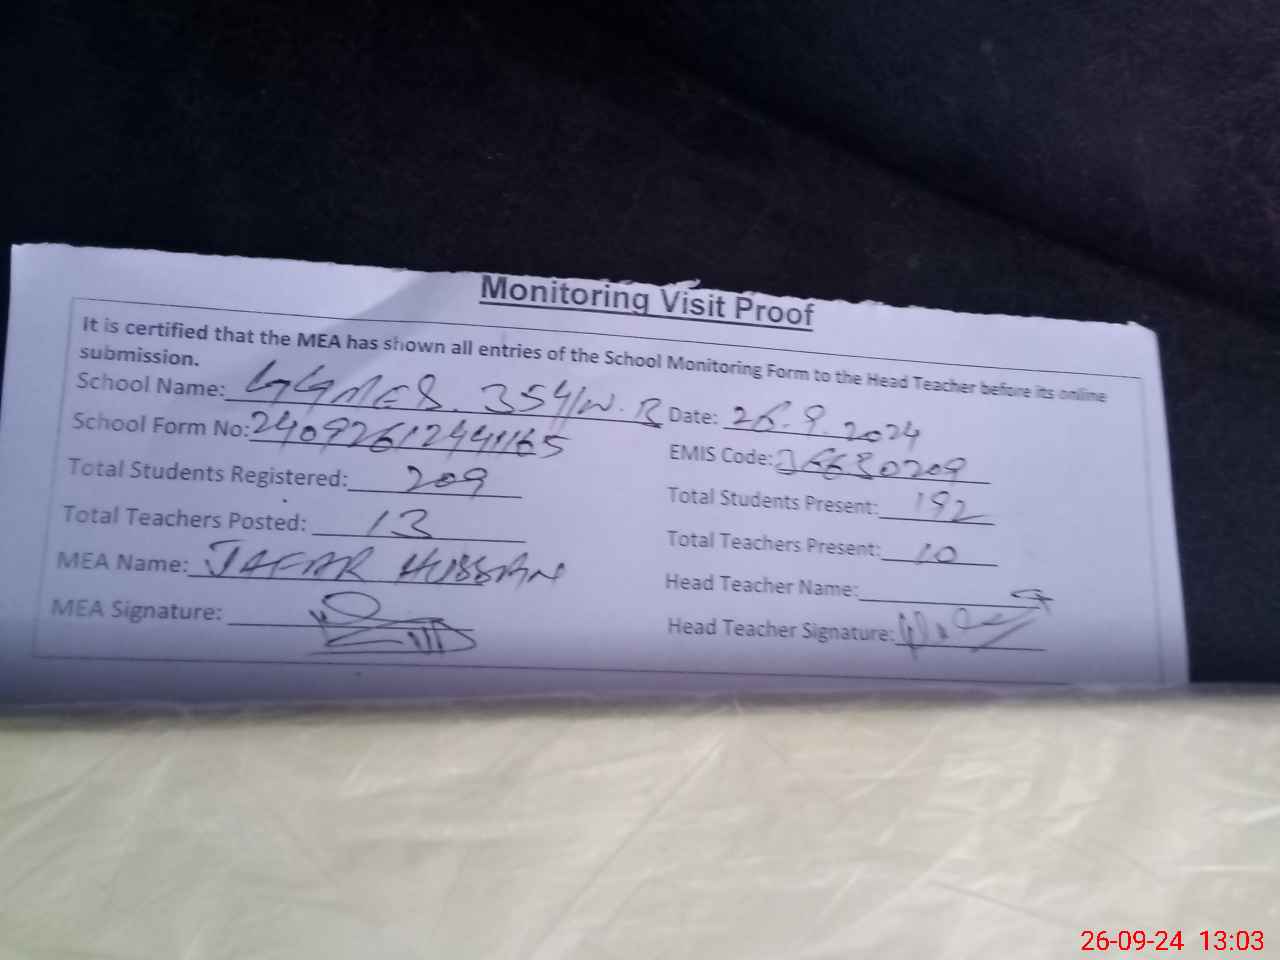 Monitoring Visit Proof
It is certified that the MEA has shown all entries of the School Monitoring Form to the Head Teacher before its online
submission.
School Name: GGMES. 354/W.B Date: 26.9.2024
School Form No: EMIS Code: 36630209
Total Students Registered: 209 Total Students Present: 192
Total Teachers Posted: 13 Total Teachers Present: 10
MEA Name: JAFAR HUSSAN Head Teacher Name:
MEA Signature: Head Teacher Signature:
26-09-24 13:03